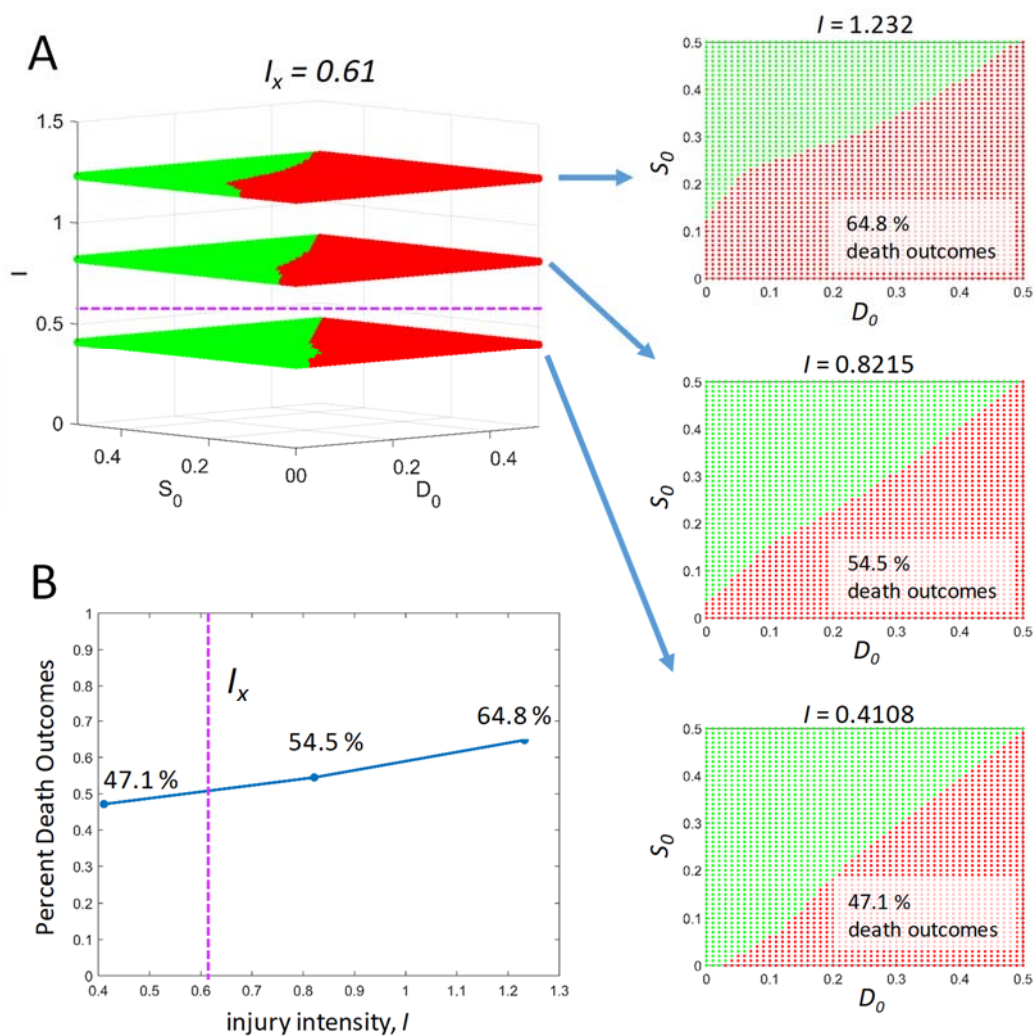 A
I_x = 0.61
1.5
1
0.5
0
I
0.4
0.2
00
0.2
0.4
S_0
D_0
I = 1.232
0.5
0.4
0.3
0.2
0.1
0
S_0
64.8 %
death outcomes
0 0.1 0.2 0.3 0.4 0.5
D_0
I = 0.8215
0.5
0.4
0.3
0.2
0.1
0
S_0
54.5 %
death outcomes
0 0.1 0.2 0.3 0.4 0.5
D_0
I = 0.4108
0.5
0.4
0.3
0.2
0.1
0
S_0
47.1 %
death outcomes
0 0.1 0.2 0.3 0.4 0.5
D_0
B
1
0.9
0.8
0.7
0.6
0.5
0.4
0.3
0.2
0.1
0
Percent Death Outcomes
I_x
47.1 %
54.5 %
64.8 %
0.4 0.5 0.6 0.7 0.8 0.9 1 1.1 1.2 1.3
injury intensity, I